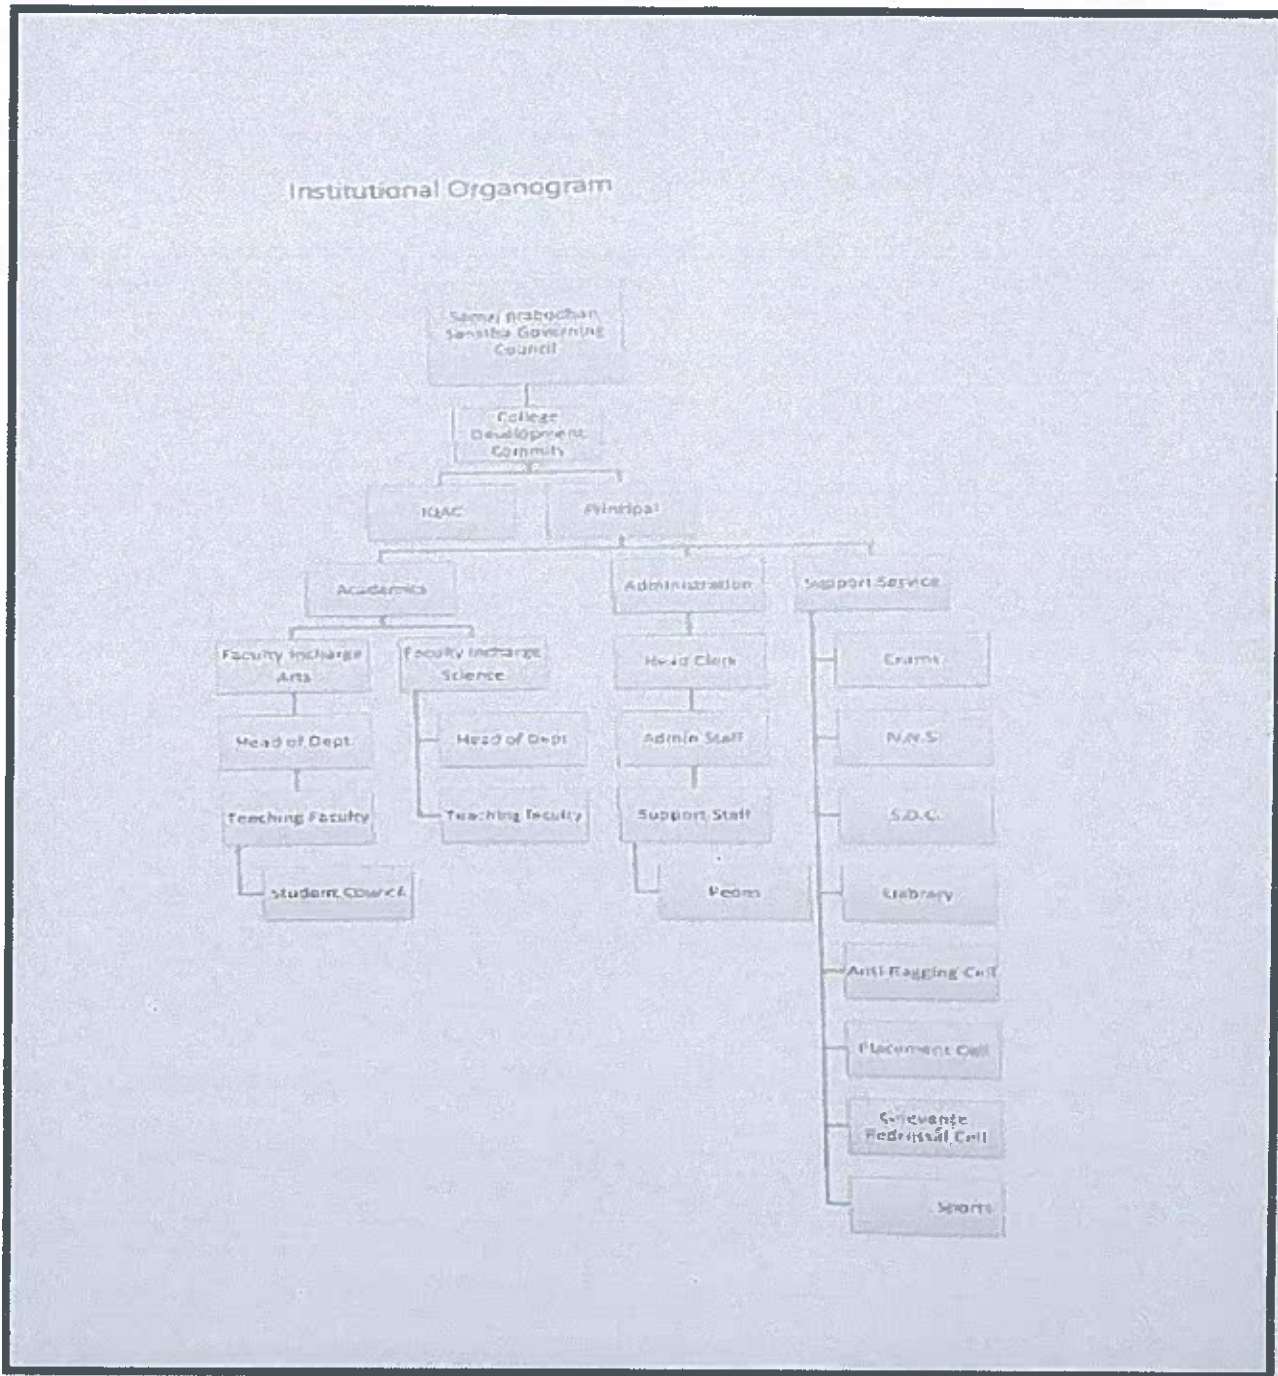 Institutional Organogram
Samaj Prabodhan
Sanstha Governing
Council
College
Development
Commity
IQAC
Principal
Academics
Administration
Support Service
Faculty Incharge
Arts
Faculty Incharge
Science
Head Clerk
Exams
Head of Dept.
Head of Dept
Admin Staff
Teaching Faculty
Teaching Faculty
Support Staff
S.D.C.
Student Council
Peons
Library
Anti-Ragging Cell
Placement Cell
Grievance
Redressal Cell
Sports